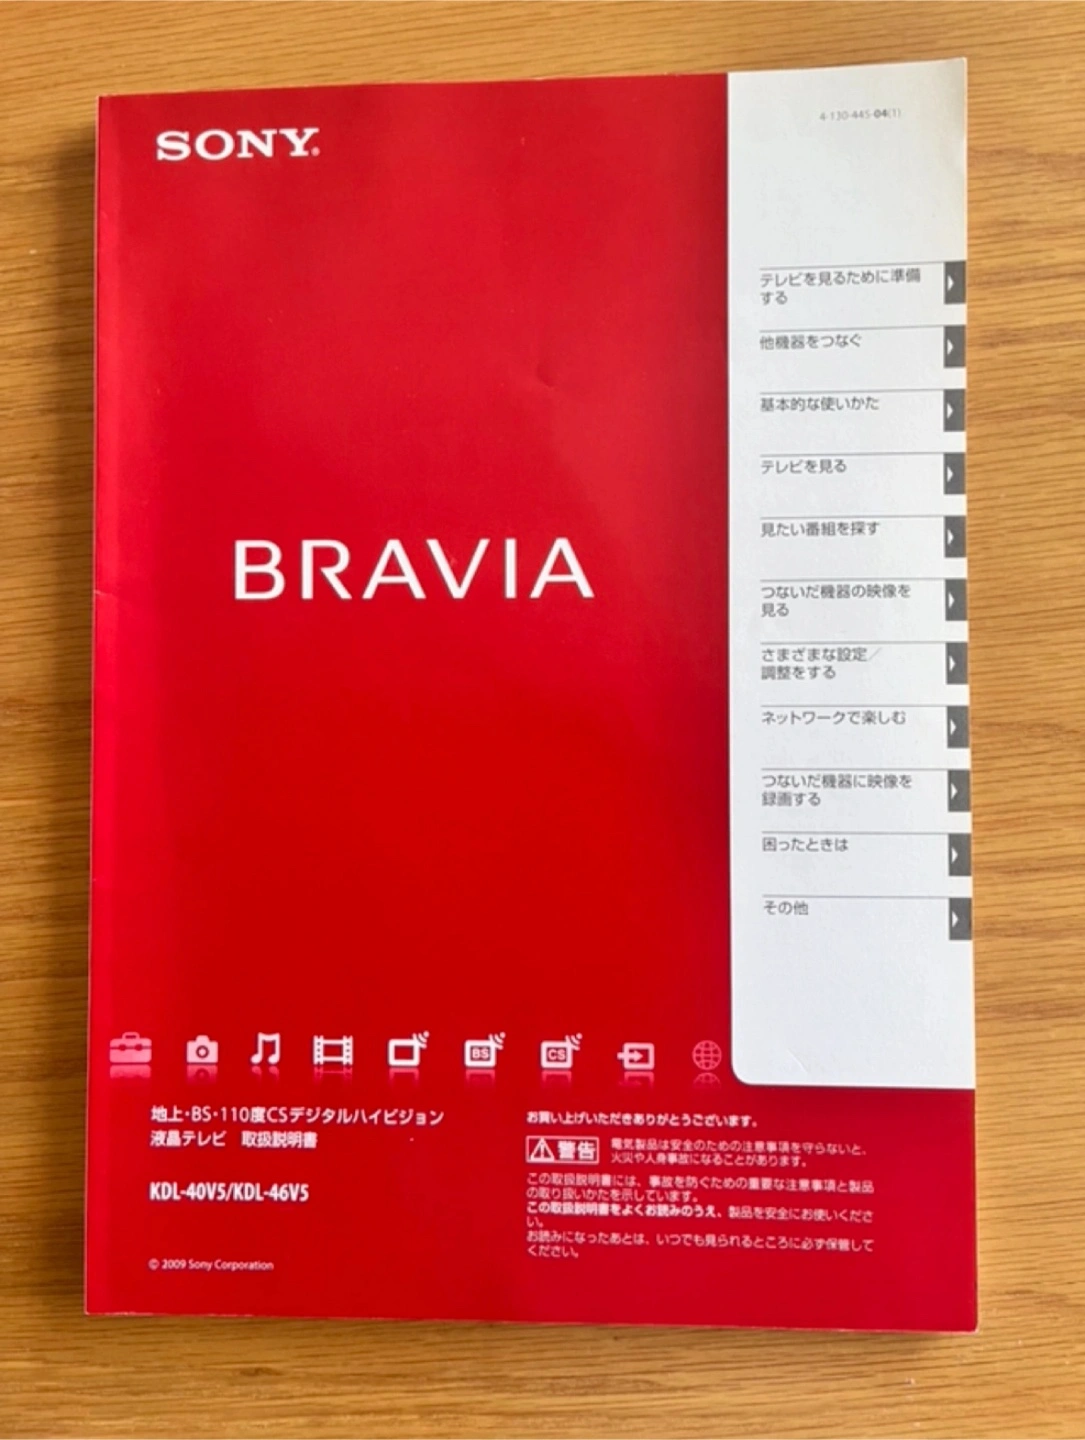 SONY®
4-130-445-04(1)
テレビを見るために準備
する
他機器をつなぐ
基本的な使いかた
テレビを見る
見たい番組を探す
つないだ機器の映像を
見る
さまざまな設定／
調整をする
ネットワークで楽しむ
つないだ機器に映像を
録画する
困ったときは
その他
BRAVIA
BS
CS
地上・BS・110度CSデジタルハイビジョン
液晶テレビ 取扱説明書
KDL-40V5/KDL-46V5
© 2009 Sony Corporation
お買い上げいただきありがとうございます。
警告
電気製品は安全のための注意事項を守らないと、
火災や人身事故になることがあります。
この取扱説明書には、事故を防ぐための重要な注意事項と製品
の取り扱いかたを示しています。
この取扱説明書をよくお読みのうえ、製品を安全にお使いくださ
い。
お読みになったあとは、いつでも見られるところに必ず保管して
ください。